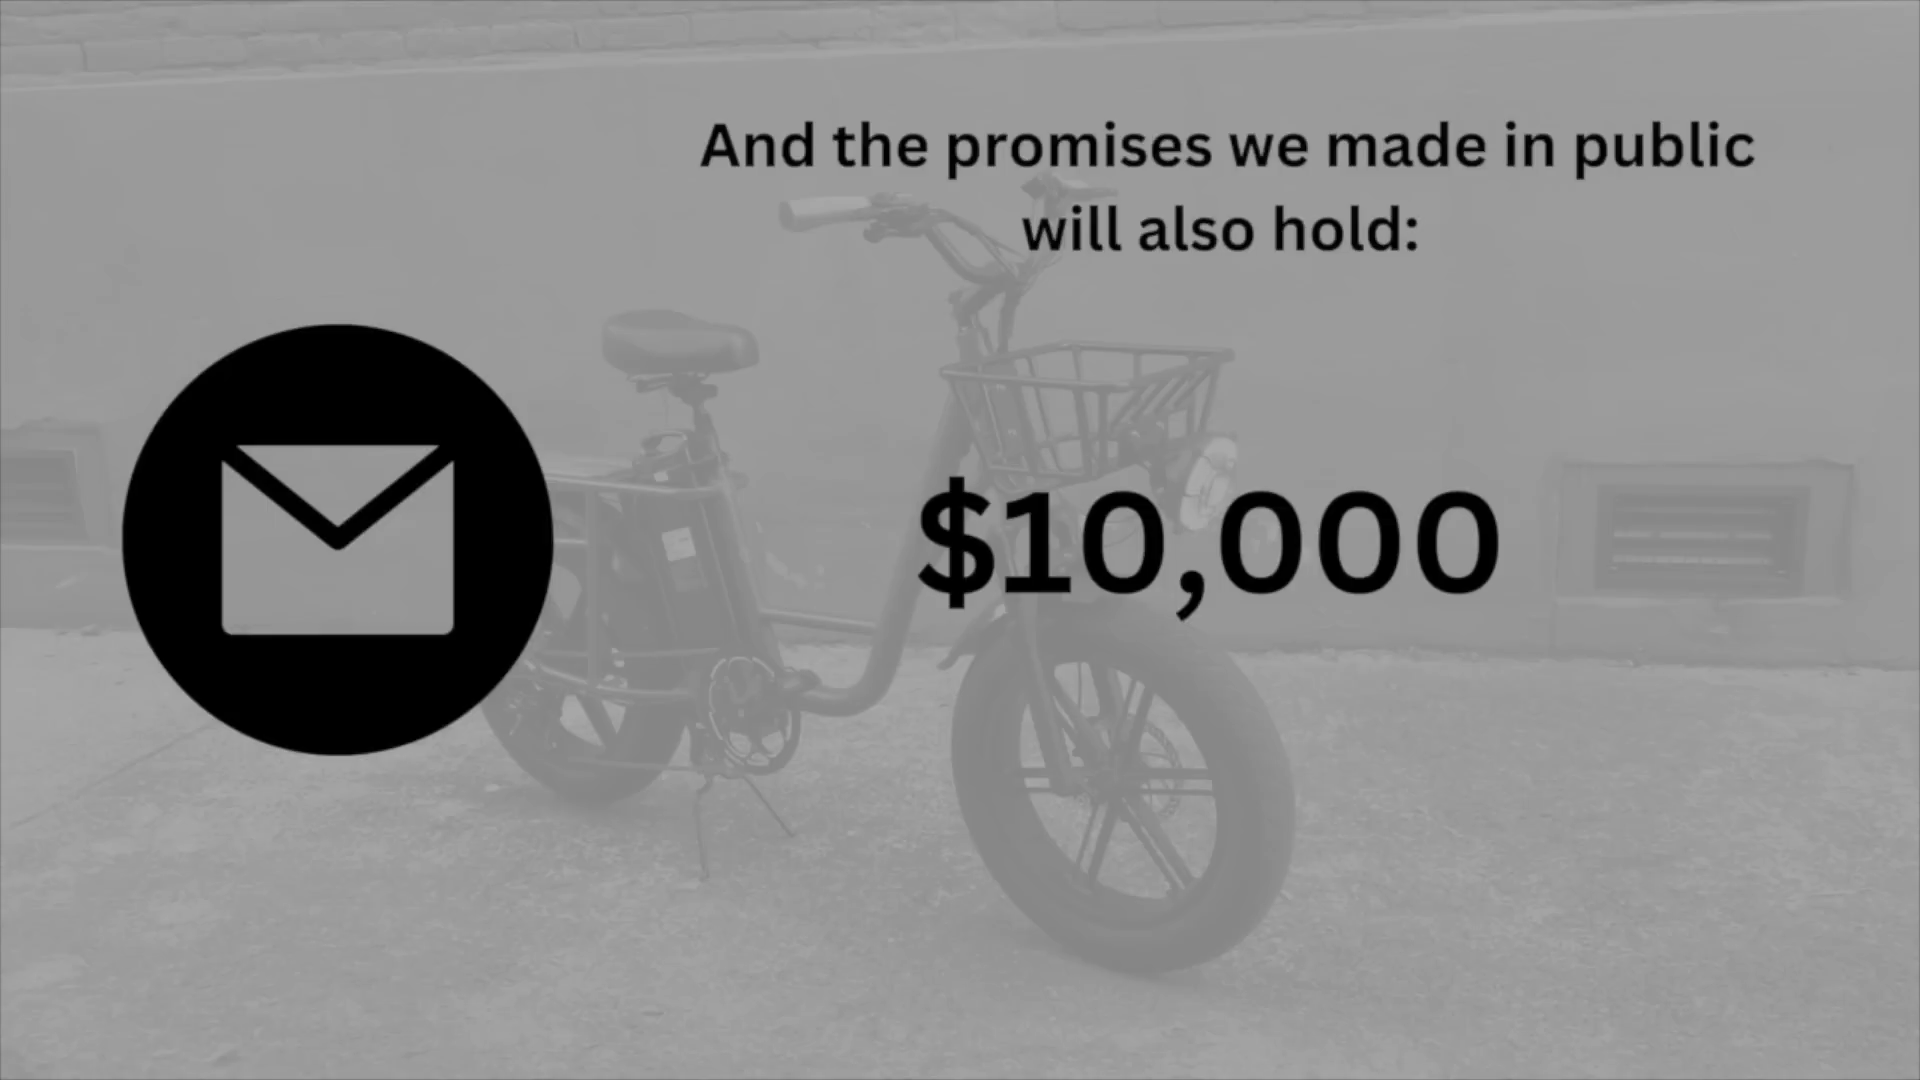 And the promises we made in public
will also hold:
$10,000